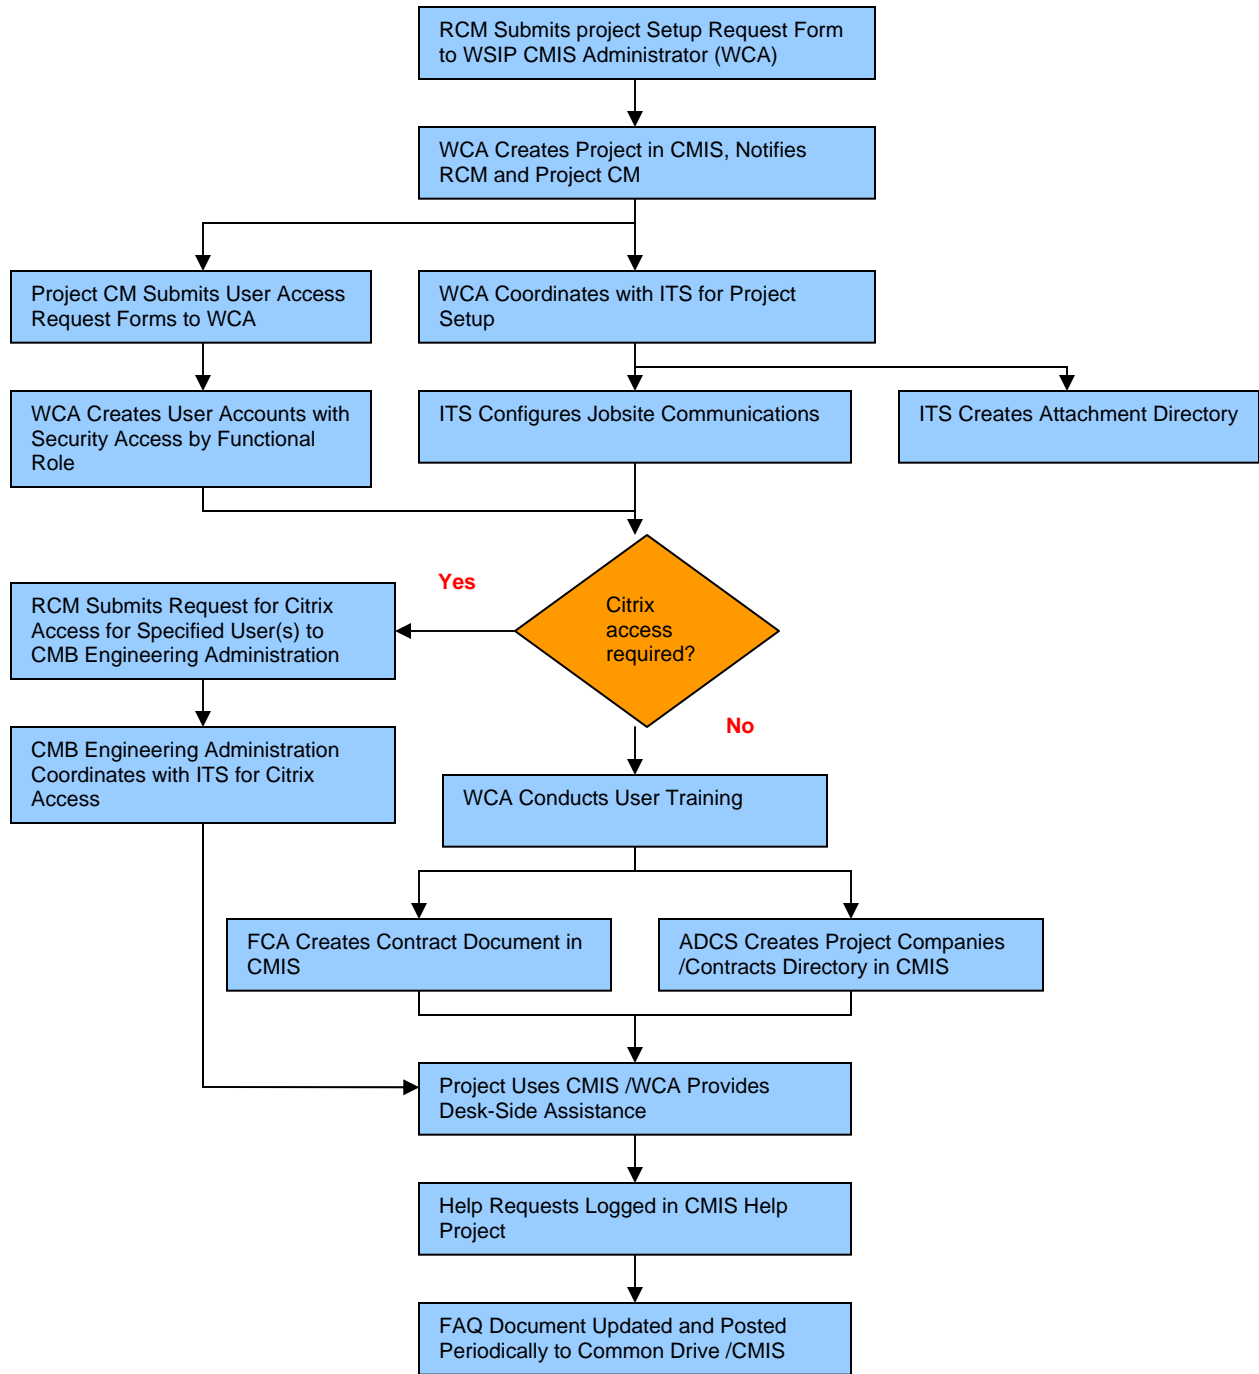 RCM Submits project Setup Request Form
to WSIP CMIS Administrator (WCA)
WCA Creates Project in CMIS, Notifies
RCM and Project CM
Project CM Submits User Access
Request Forms to WCA
WCA Coordinates with ITS for Project
Setup
WCA Creates User Accounts with
Security Access by Functional
Role
ITS Configures Jobsite Communications
ITS Creates Attachment Directory
Yes
Citrix
access
required?
RCM Submits Request for Citrix
Access for Specified User(s) to
CMB Engineering Administration
No
CMB Engineering Administration
Coordinates with ITS for Citrix
Access
WCA Conducts User Training
FCA Creates Contract Document in
CMIS
ADCS Creates Project Companies
/Contracts Directory in CMIS
Project Uses CMIS /WCA Provides
Desk-Side Assistance
Help Requests Logged in CMIS Help
Project
FAQ Document Updated and Posted
Periodically to Common Drive /CMIS